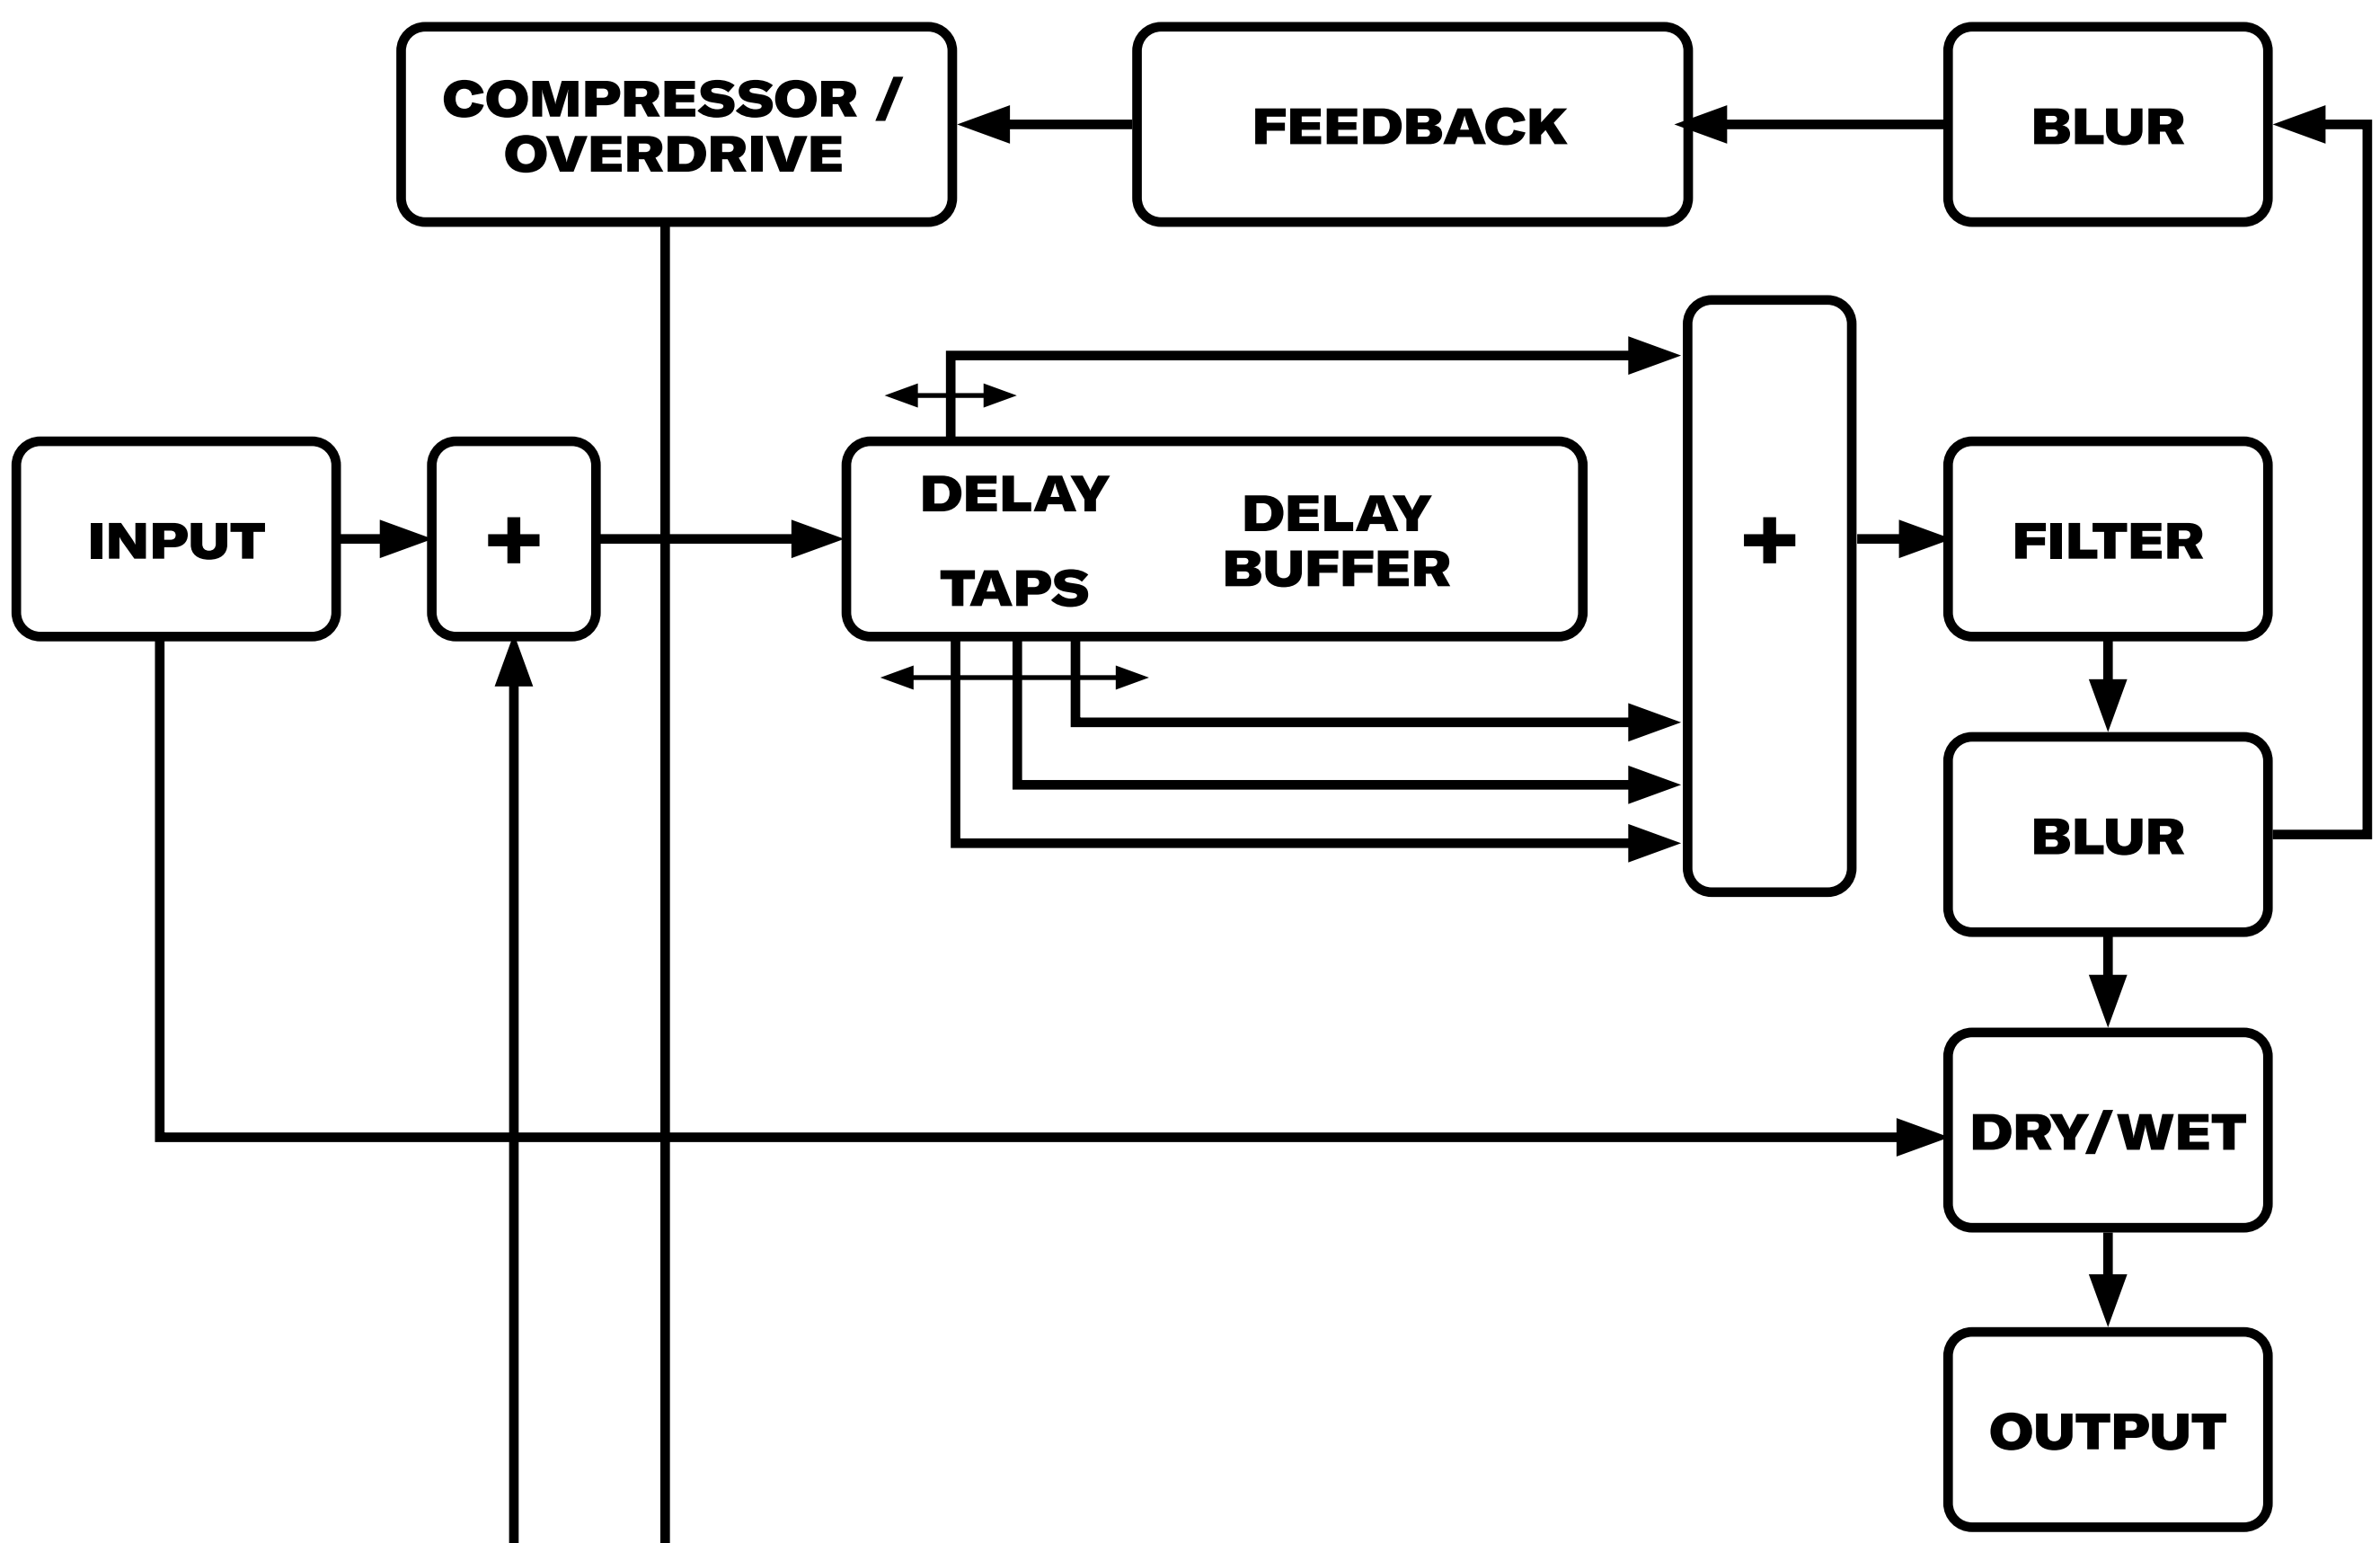 COMPRESSOR /
OVERDRIVE
FEEDBACK
BLUR
INPUT
+
DELAY
TAPS
DELAY
BUFFER
+
FILTER
BLUR
DRY/WET
OUTPUT